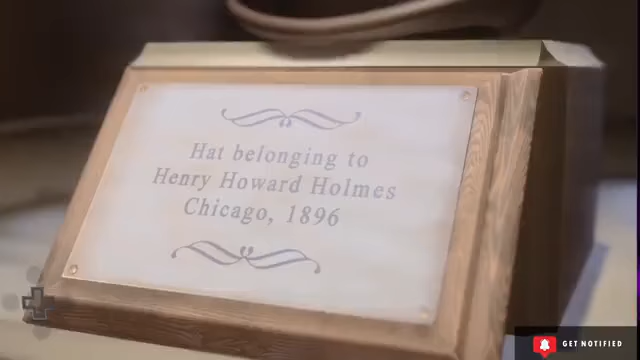 Hat belonging to
Henry Howard Holmes
Chicago, 1896
GET NOTIFIED